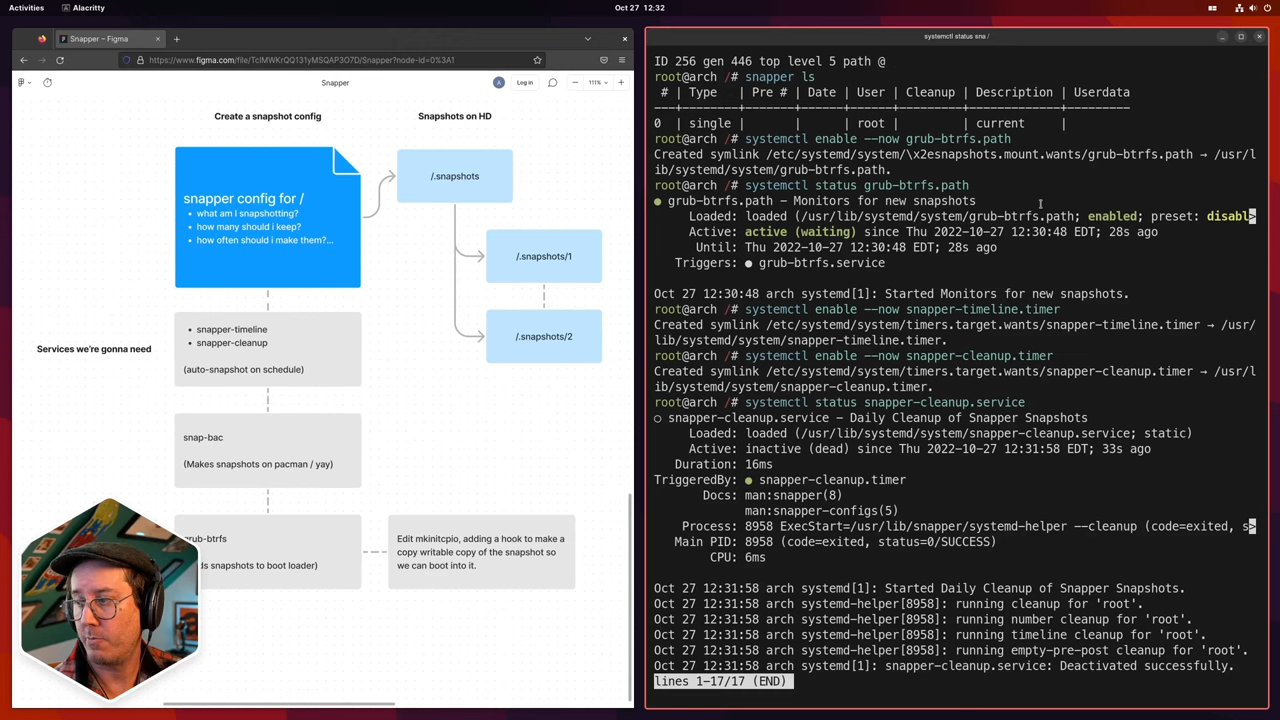 Activities
Alacritty
Oct 27 12:32
Snapper – Figma
https://www.figma.com/file/TcIMWKrQQ131yMSQAP3O7D/Snapper?node-id=0%3A1
Snapper
A
Log in
111%
Create a snapshot config
Snapshots on HD
snapper config for /
• what am I snapshotting?
• how many should i keep?
• how often should i make them?...
/.snapshots
/.snapshots/1
/.snapshots/2
Services we're gonna need
• snapper-timeline
• snapper-cleanup
(auto-snapshot on schedule)
snap-bac
(Makes snapshots on pacman / yay)
grub-btrfs
ds snapshots to boot loader)
Edit mkinitcpio, adding a hook to make a
copy writable copy of the snapshot so
we can boot into it.
systemctl status sna /
ID 256 gen 446 top level 5 path @
root@arch /# snapper ls
 # | Type   | Pre # | Date | User | Cleanup | Description | Userdata
---+--------+-------+------+------+---------+-------------+---------
0  | single |       |      | root |         | current     |
root@arch /# systemctl enable --now grub-btrfs.path
Created symlink /etc/systemd/system/\x2esnapshots.mount.wants/grub-btrfs.path → /usr/l
ib/systemd/system/grub-btrfs.path.
root@arch /# systemctl status grub-btrfs.path
● grub-btrfs.path - Monitors for new snapshots
Loaded: loaded (/usr/lib/systemd/system/grub-btrfs.path; enabled; preset: disabl>
Active: active (waiting) since Thu 2022-10-27 12:30:48 EDT; 28s ago
Until: Thu 2022-10-27 12:30:48 EDT; 28s ago
Triggers: ● grub-btrfs.service
Oct 27 12:30:48 arch systemd[1]: Started Monitors for new snapshots.
root@arch /# systemctl enable --now snapper-timeline.timer
Created symlink /etc/systemd/system/timers.target.wants/snapper-timeline.timer → /usr/
lib/systemd/system/snapper-timeline.timer.
root@arch /# systemctl enable --now snapper-cleanup.timer
Created symlink /etc/systemd/system/timers.target.wants/snapper-cleanup.timer → /usr/l
ib/systemd/system/snapper-cleanup.timer.
root@arch /# systemctl status snapper-cleanup.service
○ snapper-cleanup.service - Daily Cleanup of Snapper Snapshots
Loaded: loaded (/usr/lib/systemd/system/snapper-cleanup.service; static)
Active: inactive (dead) since Thu 2022-10-27 12:31:58 EDT; 33s ago
Duration: 16ms
TriggeredBy: ● snapper-cleanup.timer
Docs: man:snapper(8)
man:snapper-configs(5)
Process: 8958 ExecStart=/usr/lib/snapper/systemd-helper --cleanup (code=exited, s>
Main PID: 8958 (code=exited, status=0/SUCCESS)
CPU: 6ms
Oct 27 12:31:58 arch systemd[1]: Started Daily Cleanup of Snapper Snapshots.
Oct 27 12:31:58 arch systemd-helper[8958]: running cleanup for 'root'.
Oct 27 12:31:58 arch systemd-helper[8958]: running number cleanup for 'root'.
Oct 27 12:31:58 arch systemd-helper[8958]: running timeline cleanup for 'root'.
Oct 27 12:31:58 arch systemd-helper[8958]: running empty-pre-post cleanup for 'root'.
Oct 27 12:31:58 arch systemd[1]: snapper-cleanup.service: Deactivated successfully.
lines 1-17/17 (END)